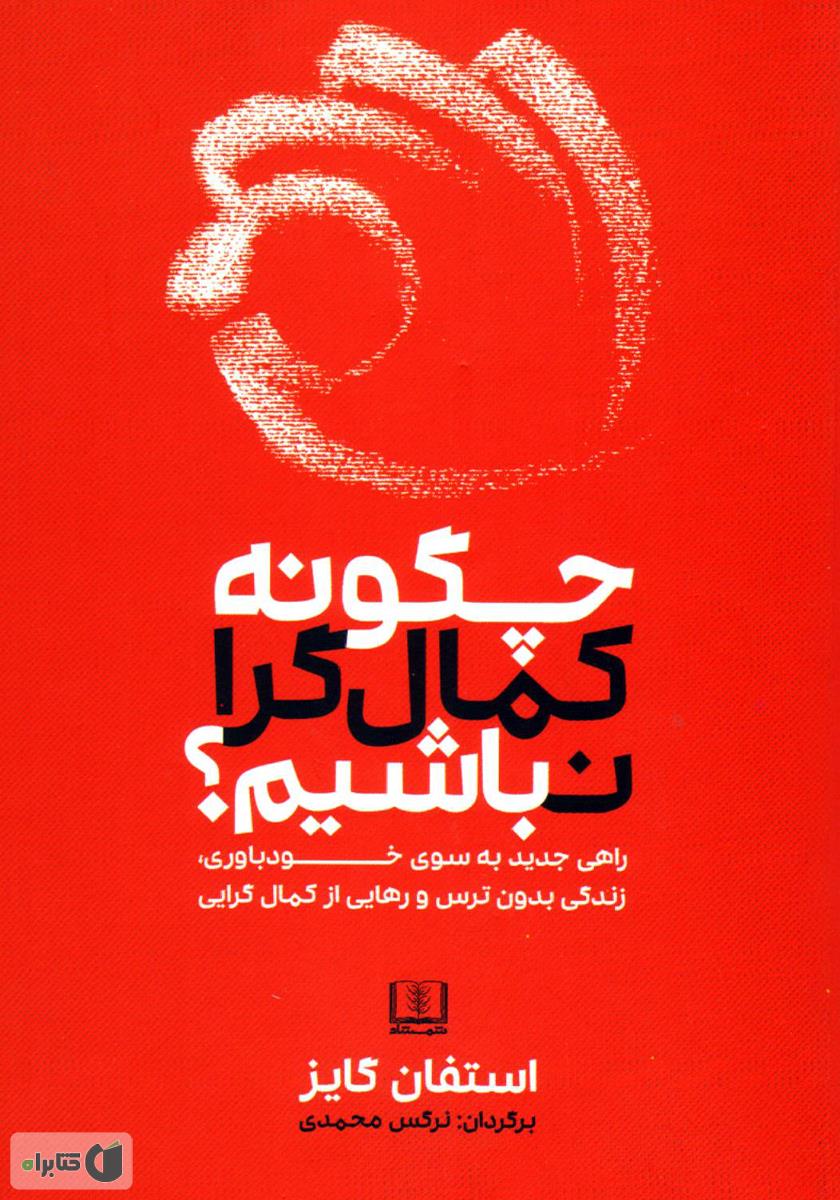 چگونه
کمال‌گرا
نباشیم؟
راهی جدید به سوی خودباوری،
زندگی بدون ترس و رهایی از کمال گرایی
شمشاد
استفان گایز
برگردان: نرگس محمدی
کتابراه